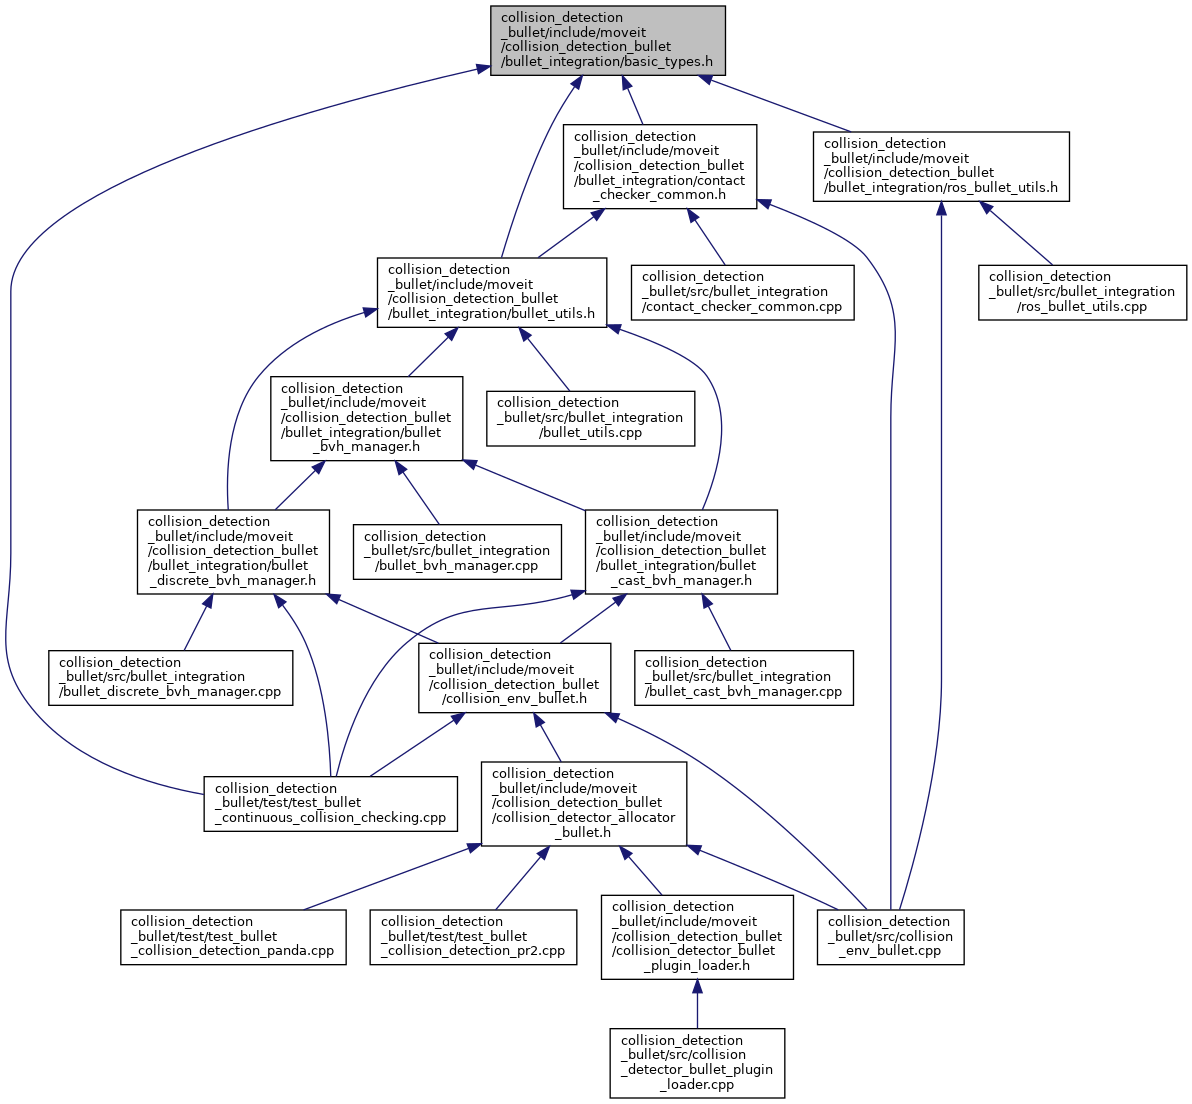 collision_detection
_bullet/include/moveit
/collision_detection_bullet
/bullet_integration/basic_types.h
collision_detection
_bullet/include/moveit
/collision_detection_bullet
/bullet_integration/contact
_checker_common.h
collision_detection
_bullet/include/moveit
/collision_detection_bullet
/bullet_integration/ros_bullet_utils.h
collision_detection
_bullet/include/moveit
/collision_detection_bullet
/bullet_integration/bullet_utils.h
collision_detection
_bullet/src/bullet_integration
/contact_checker_common.cpp
collision_detection
_bullet/src/bullet_integration
/ros_bullet_utils.cpp
collision_detection
_bullet/include/moveit
/collision_detection_bullet
/bullet_integration/bullet
_bvh_manager.h
collision_detection
_bullet/src/bullet_integration
/bullet_utils.cpp
collision_detection
_bullet/include/moveit
/collision_detection_bullet
/bullet_integration/bullet
_discrete_bvh_manager.h
collision_detection
_bullet/src/bullet_integration
/bullet_bvh_manager.cpp
collision_detection
_bullet/include/moveit
/collision_detection_bullet
/bullet_integration/bullet
_cast_bvh_manager.h
collision_detection
_bullet/src/bullet_integration
/bullet_discrete_bvh_manager.cpp
collision_detection
_bullet/include/moveit
/collision_detection_bullet
/collision_env_bullet.h
collision_detection
_bullet/src/bullet_integration
/bullet_cast_bvh_manager.cpp
collision_detection
_bullet/test/test_bullet
_continuous_collision_checking.cpp
collision_detection
_bullet/include/moveit
/collision_detection_bullet
/collision_detector_allocator
_bullet.h
collision_detection
_bullet/test/test_bullet
_collision_detection_panda.cpp
collision_detection
_bullet/test/test_bullet
_collision_detection_pr2.cpp
collision_detection
_bullet/include/moveit
/collision_detection_bullet
/collision_detector_bullet
_plugin_loader.h
collision_detection
_bullet/src/collision
_env_bullet.cpp
collision_detection
_bullet/src/collision
_detector_bullet_plugin
_loader.cpp